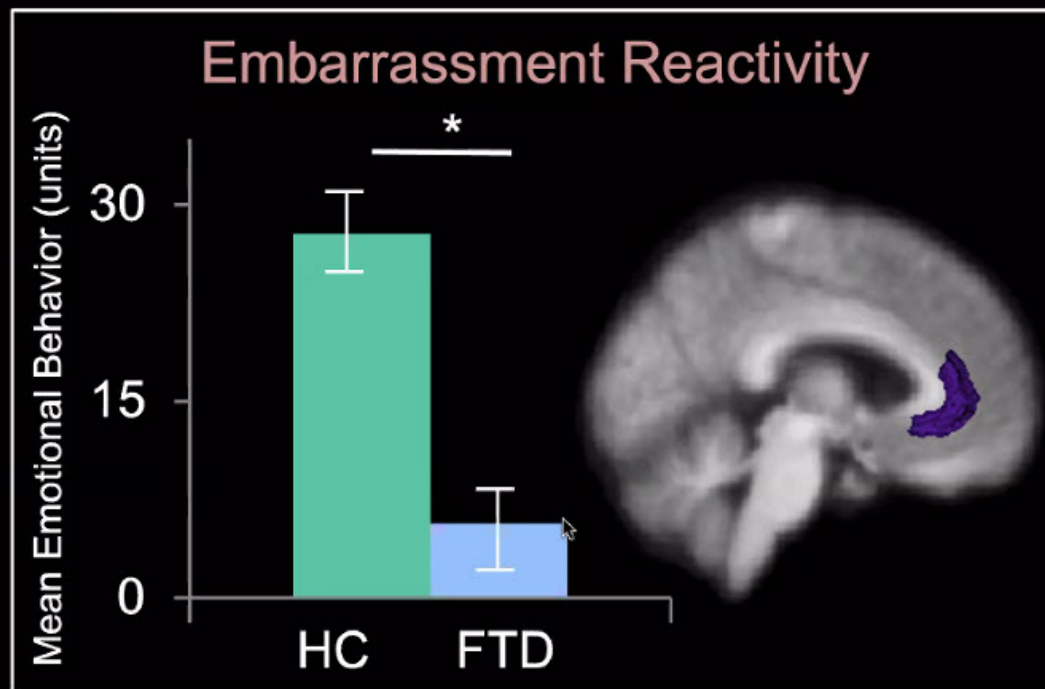 Embarrassment Reactivity
*
Mean Emotional Behavior (units)
30
15
0
HC
FTD